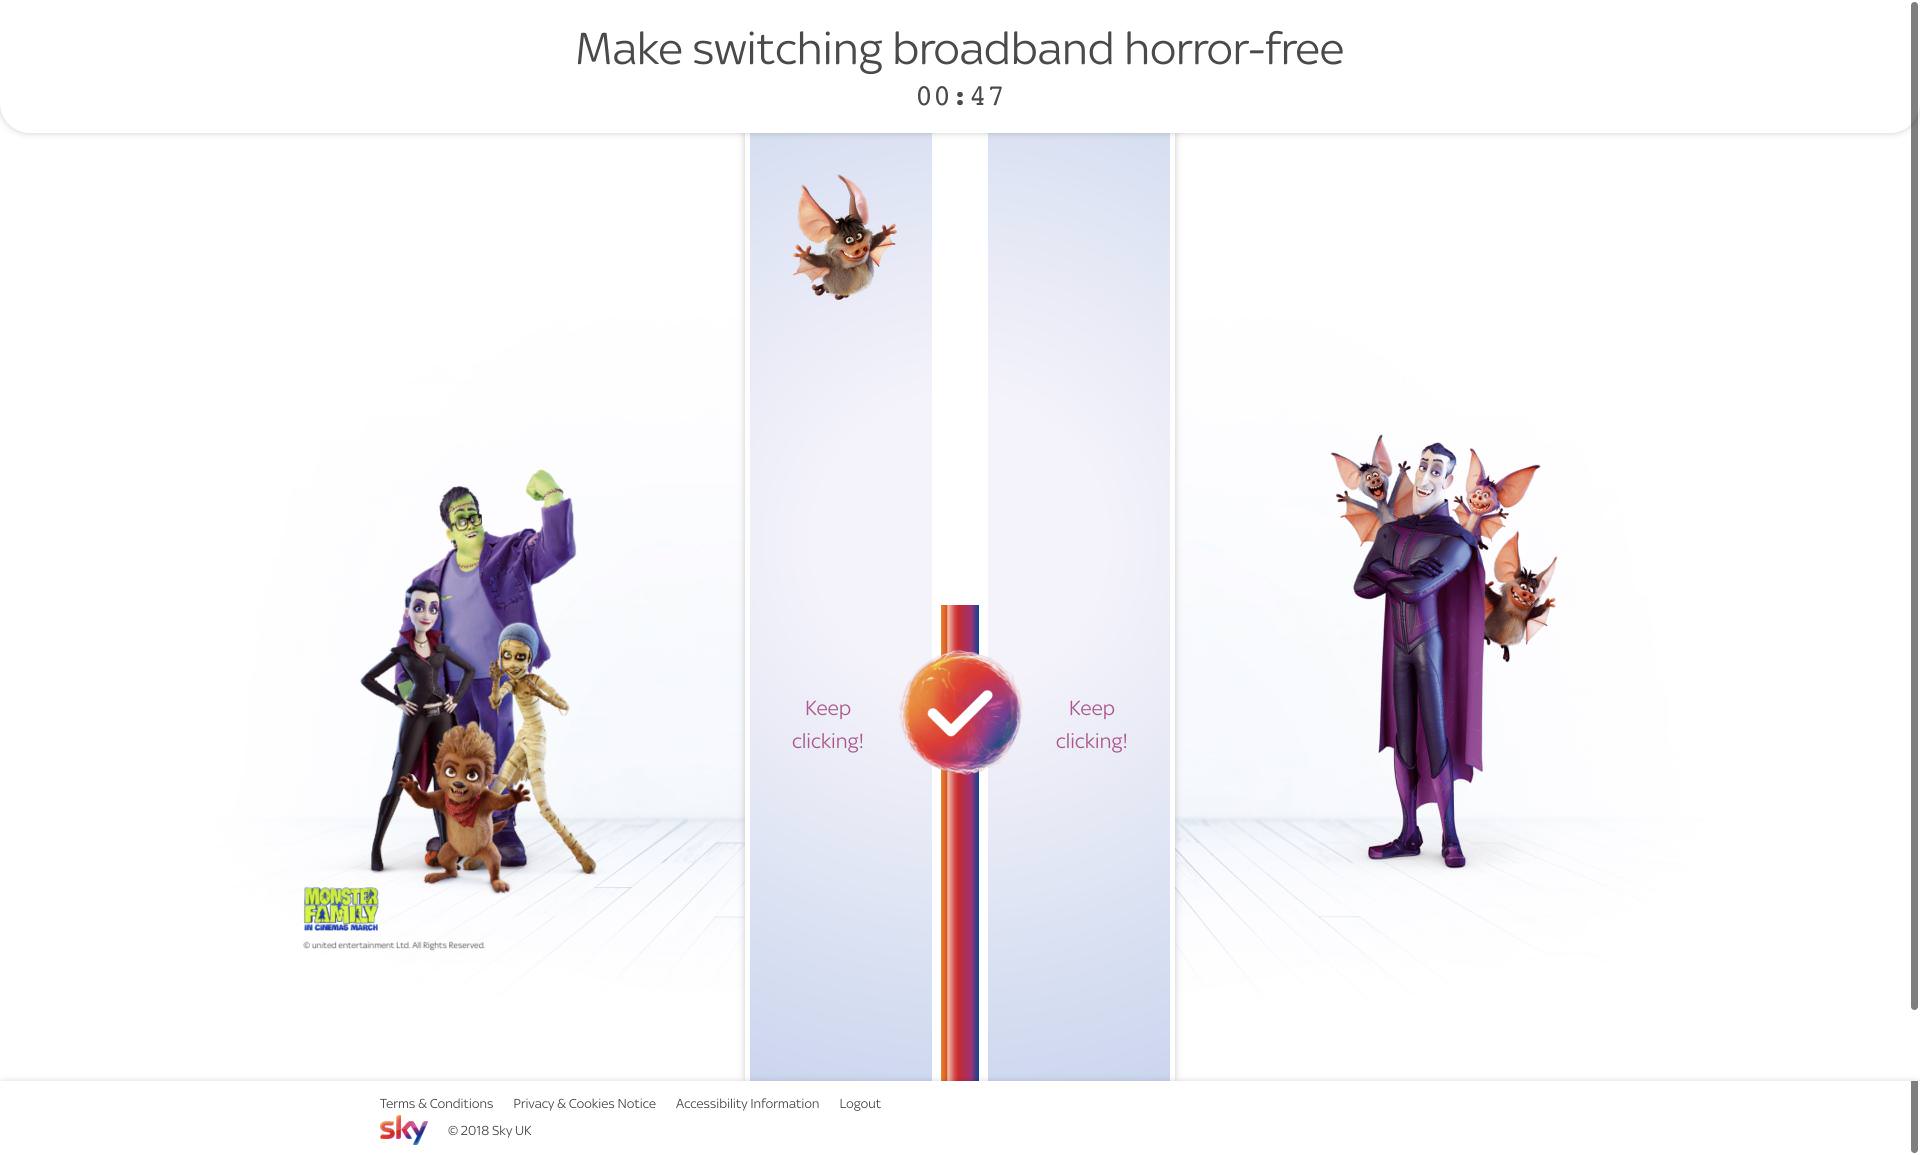 Make switching broadband horror-free
00:47
Keep
clicking!
Keep
clicking!
MONSTER
FAMILY
IN CINEMAS MARCH
© united entertainment Ltd. All Rights Reserved.
Terms & Conditions Privacy & Cookies Notice Accessibility Information Logout
sky © 2018 Sky UK